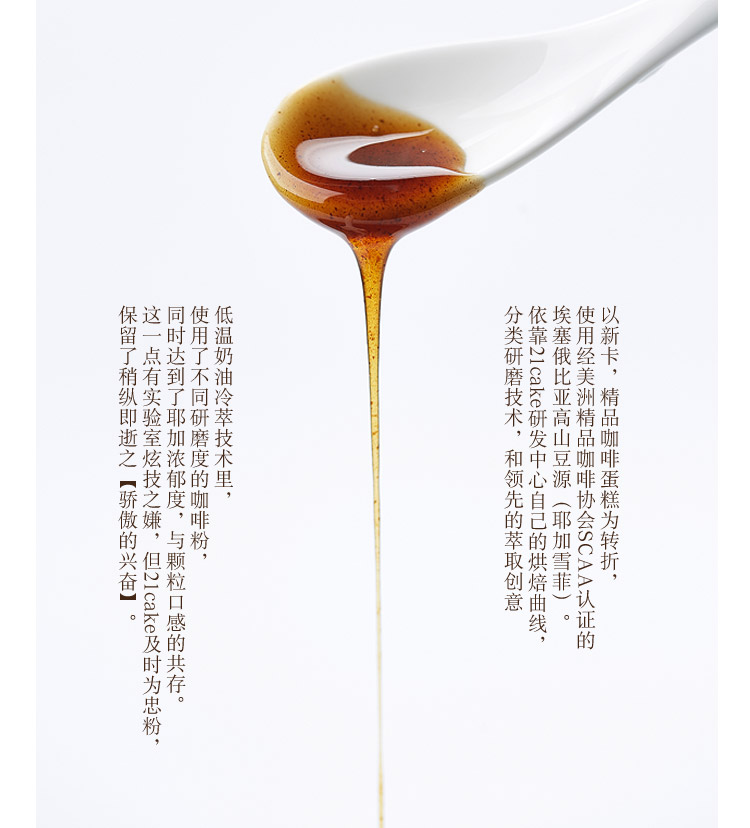 以新卡，精品咖啡蛋糕为转折，
使用经美洲精品咖啡协会SCAA认证的
埃塞俄比亚高山豆源（耶加雪菲）。
依靠21cake研发中心自己的烘焙曲线，
分类研磨技术，和领先的萃取创意
低温奶油冷萃技术里，
使用了不同研磨度的咖啡粉，
同时达到了耶加浓郁度，与颗粒口感的共存。
这一点有实验室炫技之嫌，但21cake及时为忠粉，
保留了稍纵即逝之【骄傲的兴奋】。